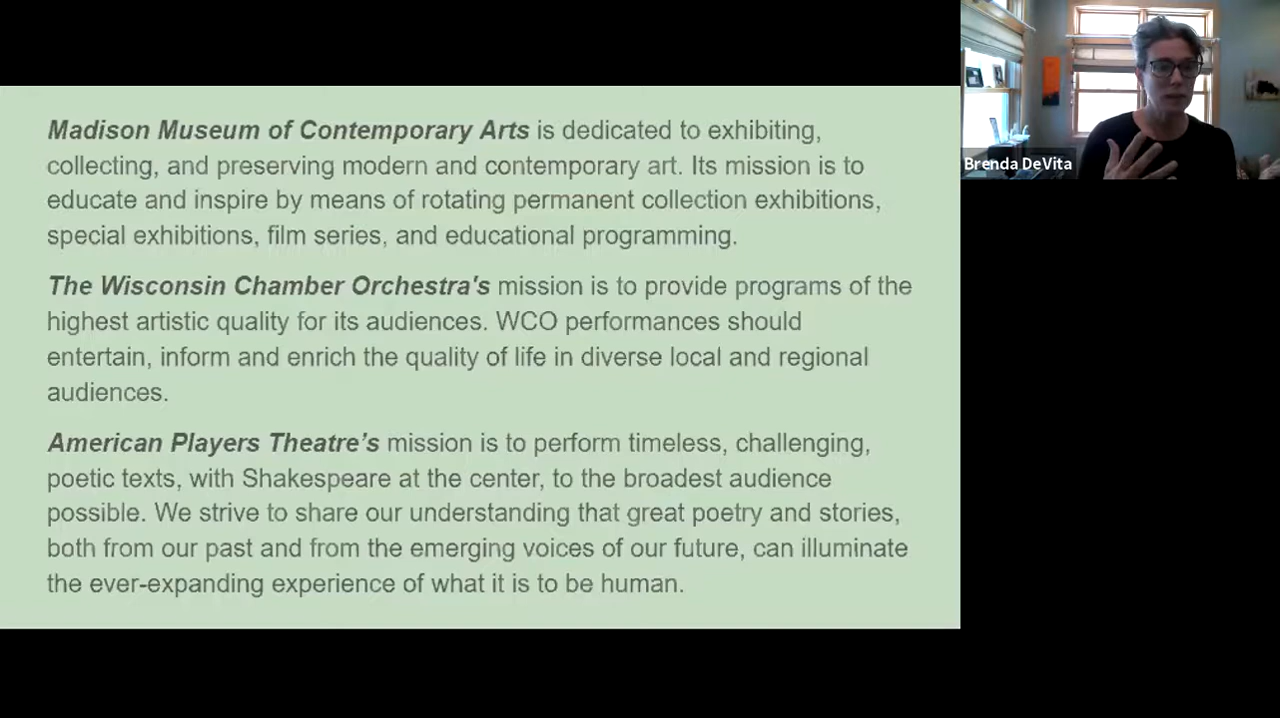 Madison Museum of Contemporary Arts is dedicated to exhibiting,
collecting, and preserving modern and contemporary art. Its mission is to
educate and inspire by means of rotating permanent collection exhibitions,
special exhibitions, film series, and educational programming.
The Wisconsin Chamber Orchestra's mission is to provide programs of the
highest artistic quality for its audiences. WCO performances should
entertain, inform and enrich the quality of life in diverse local and regional
audiences.
American Players Theatre’s mission is to perform timeless, challenging,
poetic texts, with Shakespeare at the center, to the broadest audience
possible. We strive to share our understanding that great poetry and stories,
both from our past and from the emerging voices of our future, can illuminate
the ever-expanding experience of what it is to be human.
Brenda DeVita